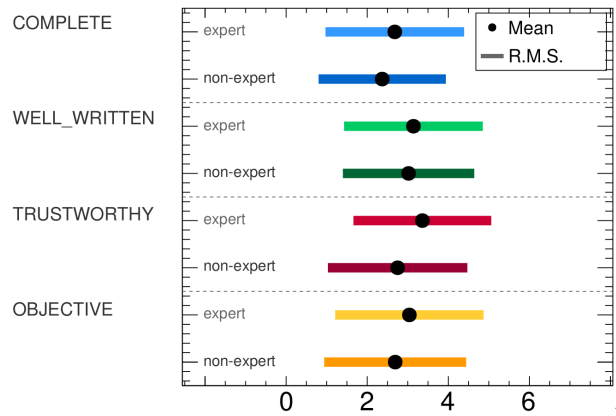 COMPLETE
expert
Mean
R.M.S.
non-expert
WELL_WRITTEN
expert
non-expert
TRUSTWORTHY
expert
non-expert
OBJECTIVE
expert
non-expert
0 2 4 6